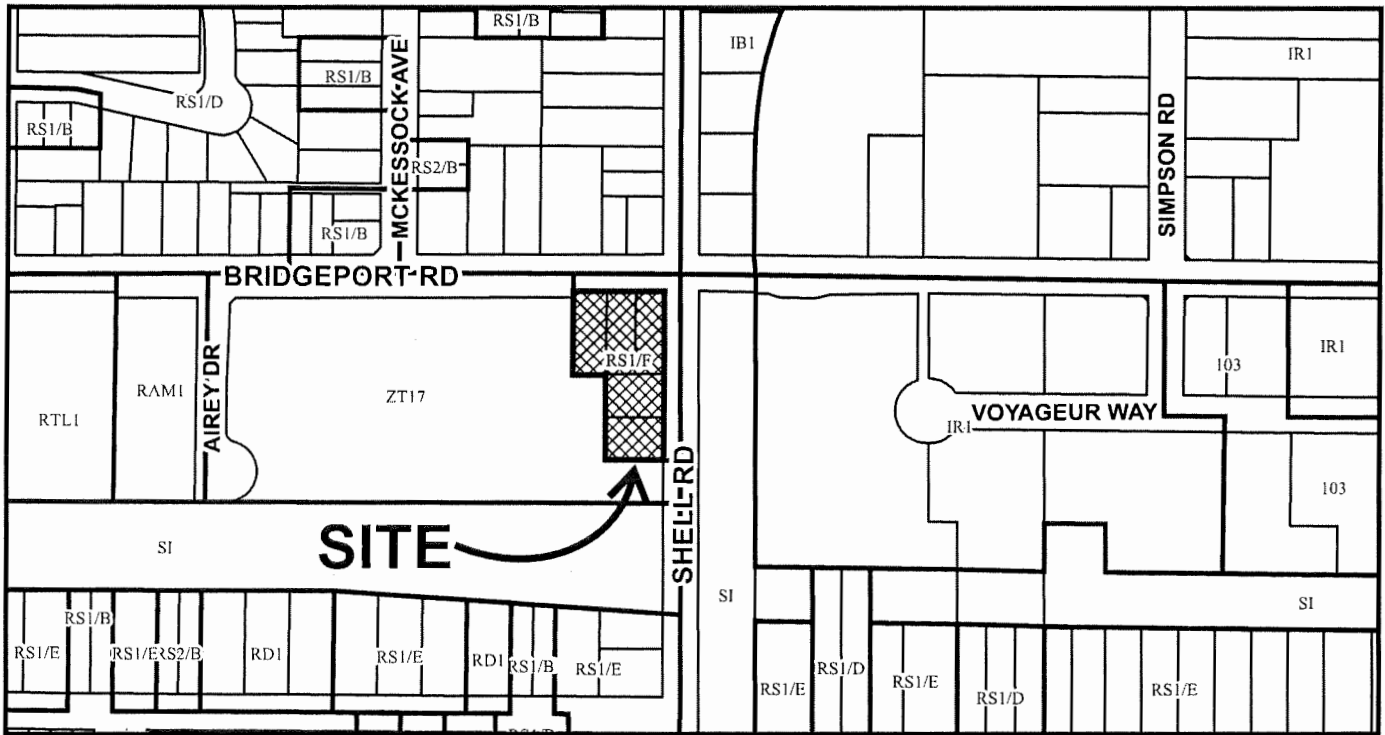 RS1/B
IB1
IR1
RS1/B
MCKESSOCK AVE
RS1/D
SIMPSON RD
RS1/B
RS2/B
RS1/B
BRIDGEPORT RD
RS1/F
IR1
103
RAM1
AIREY DR
ZT17
RTL1
VOYAGEUR WAY
IR1
SHELL RD
103
SITE
SI
SI
SI
RS1/B
RS1/E
RS1/E
RS2/B
RD1
RS1/E
RD1
RS1/B
RS1/E
RS1/E
RS1/D
RS1/E
RS1/D
RS1/E